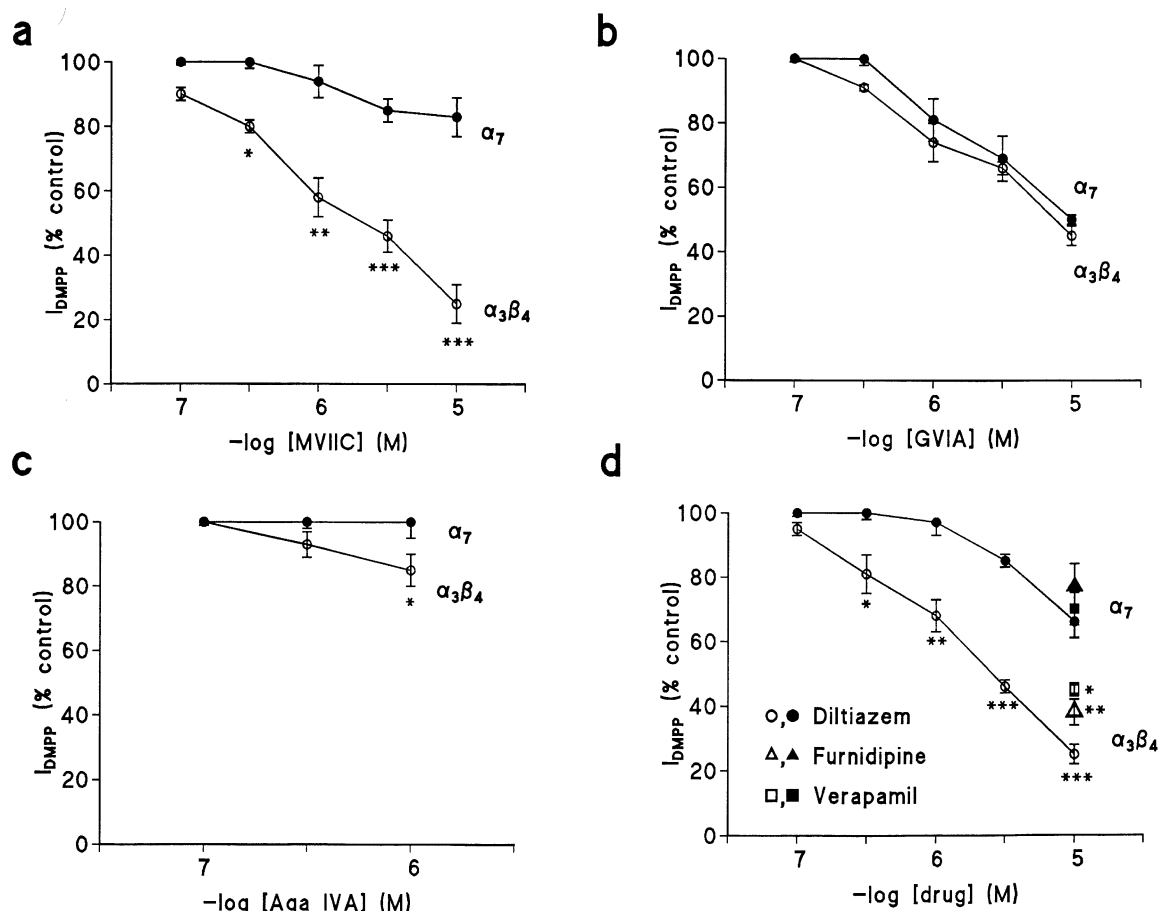 a
100
80
60
40
20
0
I_DMPP (% control)
α7
*
**
***
α3β4
***
7 6 5
−log [MVIIC] (M)
b
100
80
60
40
20
0
I_DMPP (% control)
α7
α3β4
7 6 5
−log [GVIA] (M)
c
100
80
60
40
20
0
I_DMPP (% control)
α7
α3β4
*
7 6
−log [Aga IVA] (M)
d
100
80
60
40
20
0
I_DMPP (% control)
α7
*
**
*
**
***
α3β4
***
○,● Diltiazem
△,▲ Furnidipine
□,■ Verapamil
7 6 5
−log [drug] (M)